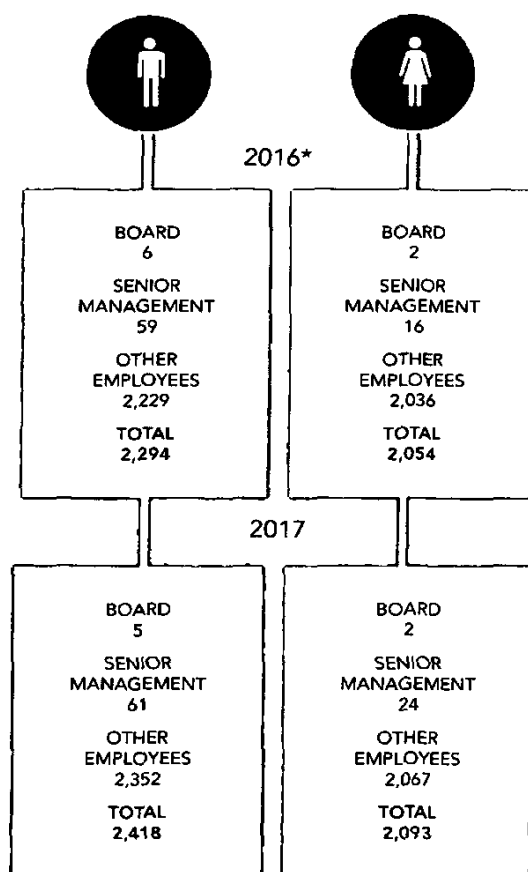 2016*
BOARD
6
SENIOR
MANAGEMENT
59
OTHER
EMPLOYEES
2,229
TOTAL
2,294
BOARD
2
SENIOR
MANAGEMENT
16
OTHER
EMPLOYEES
2,036
TOTAL
2,054
2017
BOARD
5
SENIOR
MANAGEMENT
61
OTHER
EMPLOYEES
2,352
TOTAL
2,418
BOARD
2
SENIOR
MANAGEMENT
24
OTHER
EMPLOYEES
2,067
TOTAL
2,093